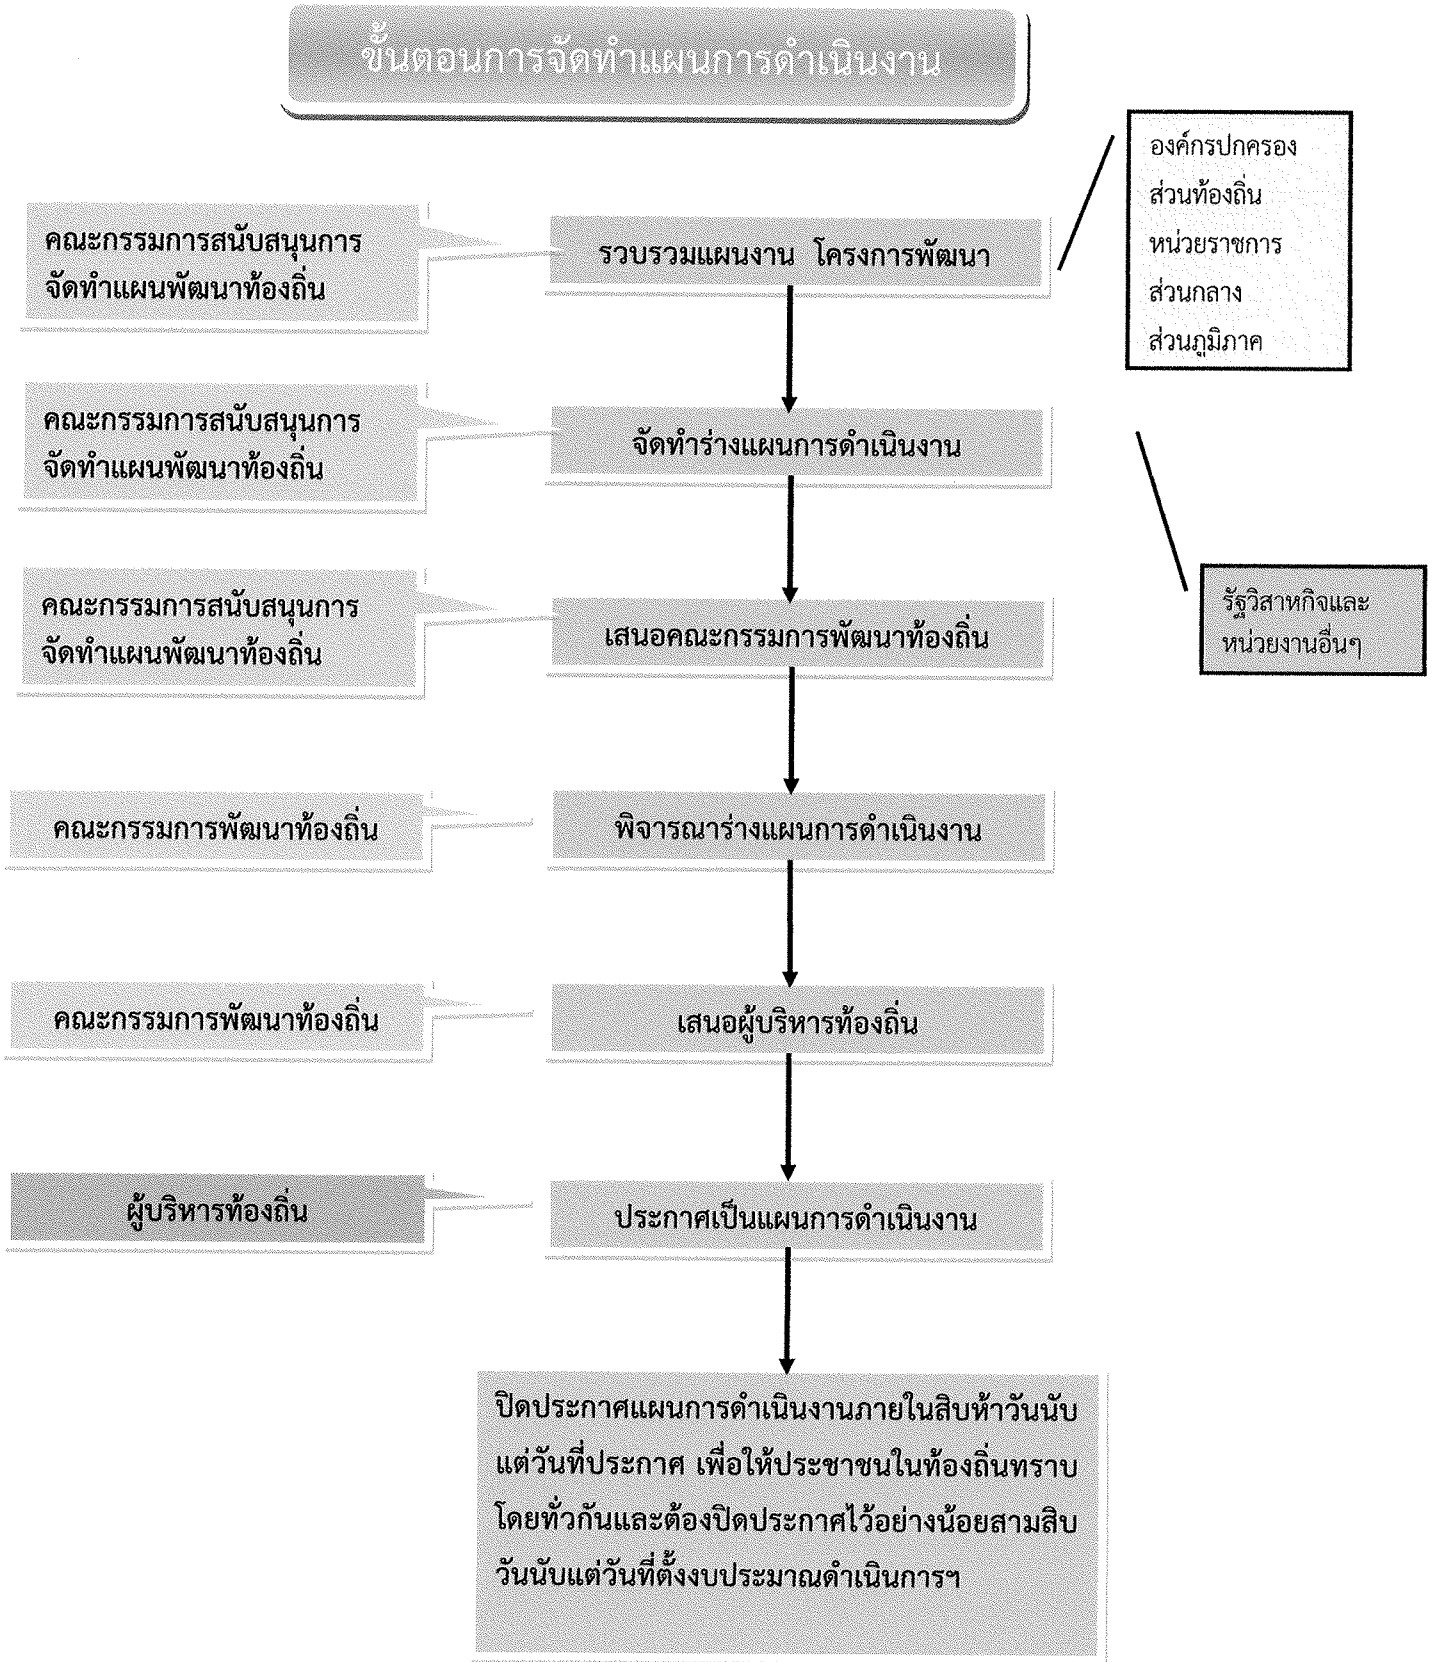 ขั้นตอนการจัดทำแผนการดำเนินงาน
องค์กรปกครอง
ส่วนท้องถิ่น
หน่วยราชการ
ส่วนกลาง
ส่วนภูมิภาค
คณะกรรมการสนับสนุนการ
จัดทำแผนพัฒนาท้องถิ่น
รวบรวมแผนงาน โครงการพัฒนา
คณะกรรมการสนับสนุนการ
จัดทำแผนพัฒนาท้องถิ่น
จัดทำร่างแผนการดำเนินงาน
รัฐวิสาหกิจและ
หน่วยงานอื่นๆ
คณะกรรมการสนับสนุนการ
จัดทำแผนพัฒนาท้องถิ่น
เสนอคณะกรรมการพัฒนาท้องถิ่น
คณะกรรมการพัฒนาท้องถิ่น
พิจารณาร่างแผนการดำเนินงาน
คณะกรรมการพัฒนาท้องถิ่น
เสนอผู้บริหารท้องถิ่น
ผู้บริหารท้องถิ่น
ประกาศเป็นแผนการดำเนินงาน
ปิดประกาศแผนการดำเนินงานภายในสิบห้าวันนับ
แต่วันที่ประกาศ เพื่อให้ประชาชนในท้องถิ่นทราบ
โดยทั่วกันและต้องปิดประกาศไว้อย่างน้อยสามสิบ
วันนับแต่วันที่ตั้งงบประมาณดำเนินการฯ